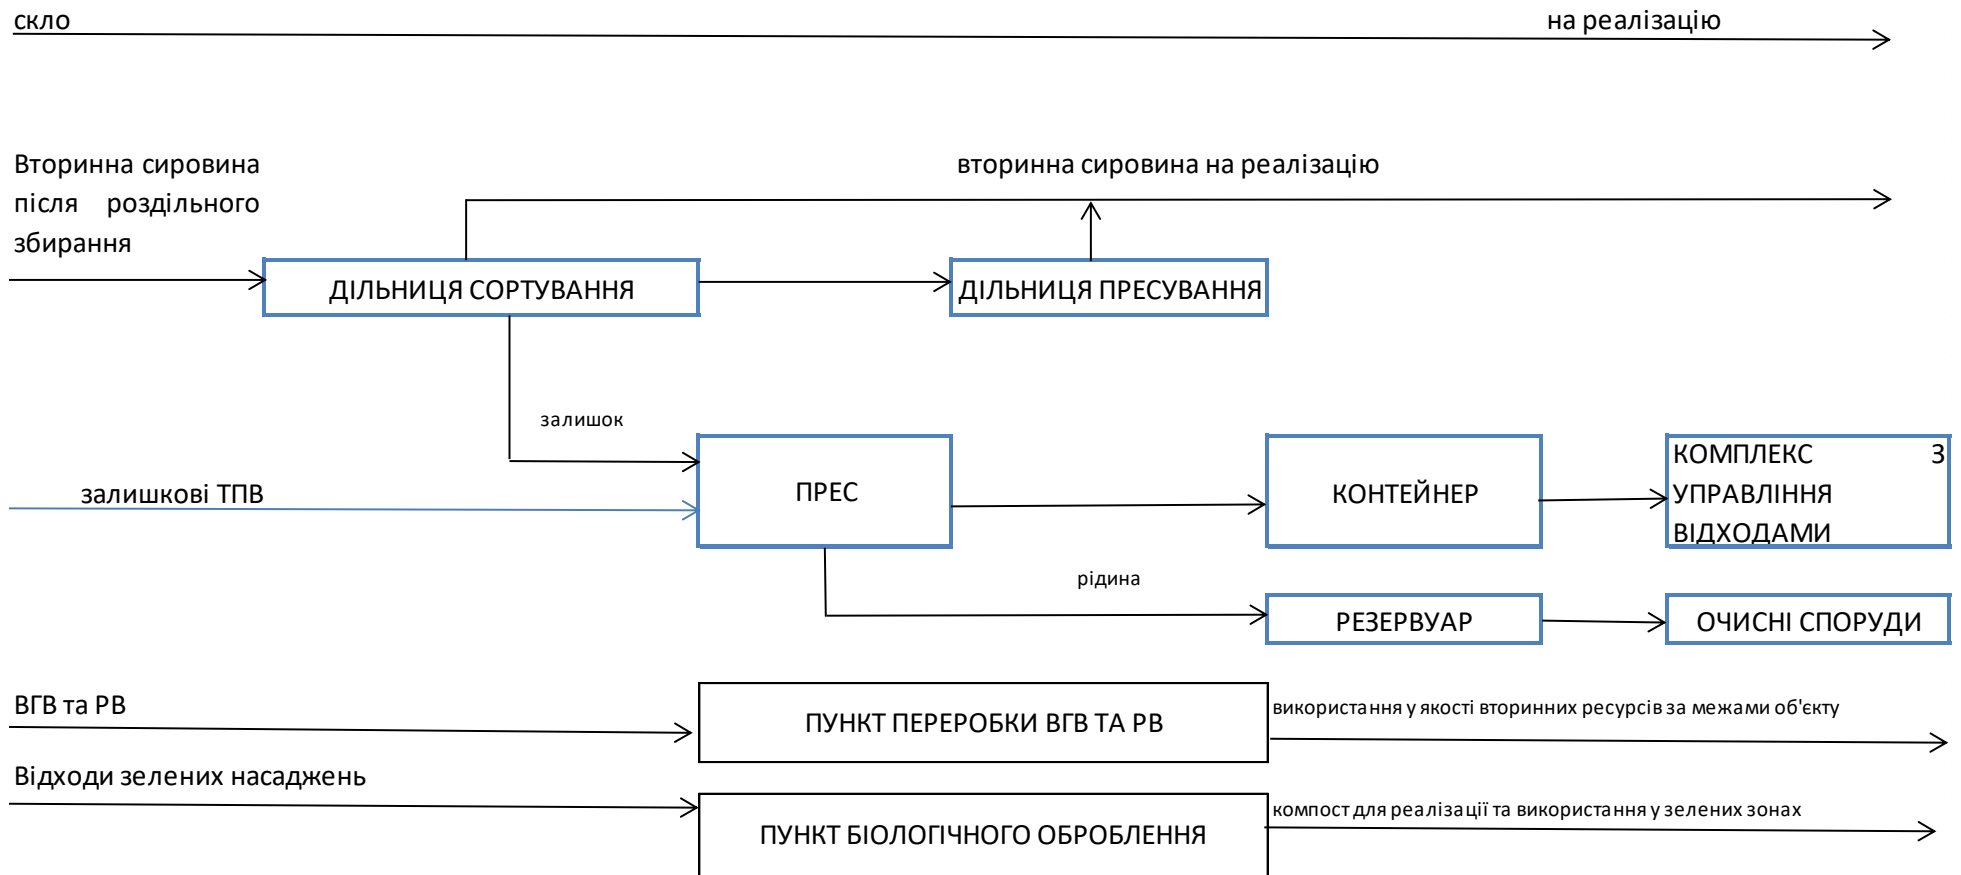 скло
на реалізацію
Вторинна сировина
після роздільного
збирання
вторинна сировина на реалізацію
ДІЛЬНИЦЯ СОРТУВАННЯ
ДІЛЬНИЦЯ ПРЕСУВАННЯ
залишок
залишкові ТПВ
ПРЕС
КОНТЕЙНЕР
КОМПЛЕКС З
УПРАВЛІННЯ
ВІДХОДАМИ
рідина
РЕЗЕРВУАР
ОЧИСНІ СПОРУДИ
ВГВ та РВ
ПУНКТ ПЕРЕРОБКИ ВГВ ТА РВ
використання у якості вторинних ресурсів за межами об'єкту
Відходи зелених насаджень
ПУНКТ БІОЛОГІЧНОГО ОБРОБЛЕННЯ
компост для реалізації та використання у зелених зонах